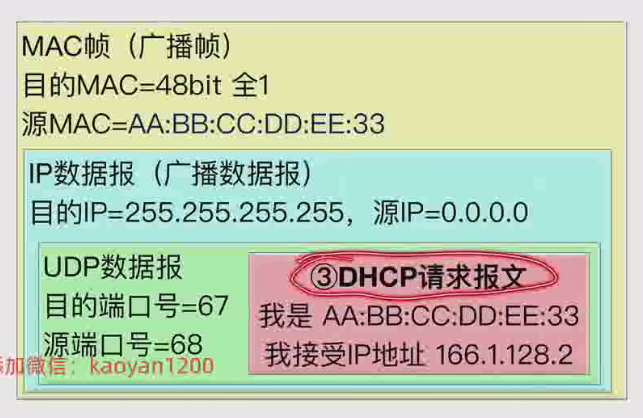 MAC帧（广播帧）
目的MAC=48bit 全1
源MAC=AA:BB:CC:DD:EE:33
IP数据报（广播数据报）
目的IP=255.255.255.255，源IP=0.0.0.0
UDP数据报
目的端口号=67
源端口号=68
③DHCP请求报文
我是 AA:BB:CC:DD:EE:33
我接受IP地址 166.1.128.2
加微信：kaoyan1200